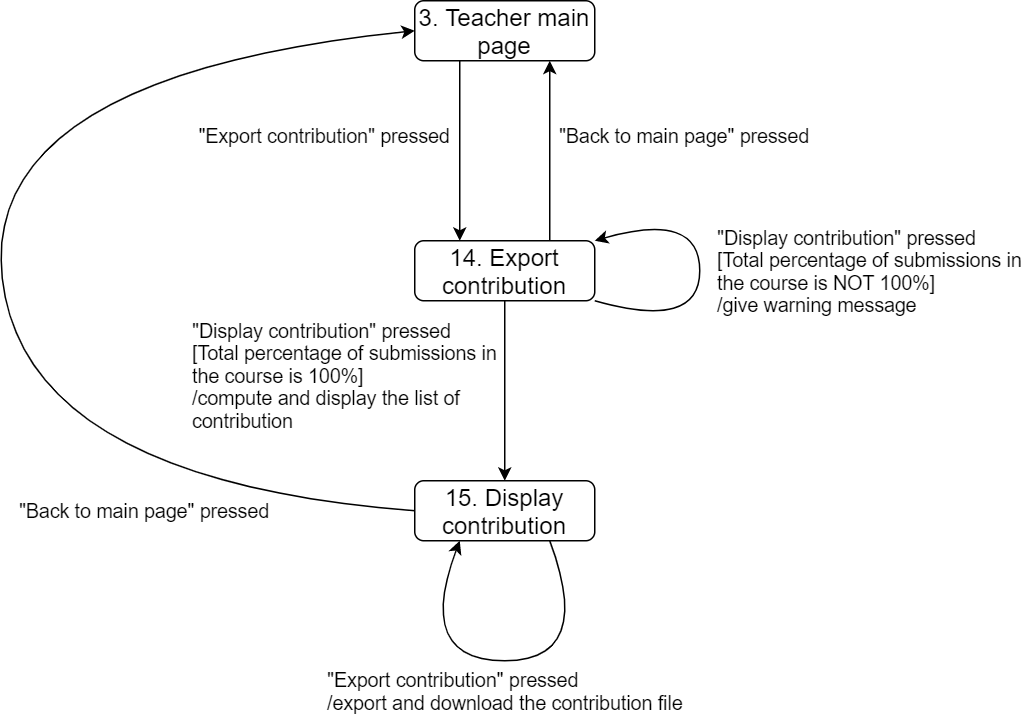 3. Teacher main
page
"Export contribution" pressed
"Back to main page" pressed
14. Export
contribution
"Display contribution" pressed
[Total percentage of submissions in
the course is NOT 100%]
/give warning message
"Display contribution" pressed
[Total percentage of submissions in
the course is 100%]
/compute and display the list of
contribution
15. Display
contribution
"Back to main page" pressed
"Export contribution" pressed
/export and download the contribution file